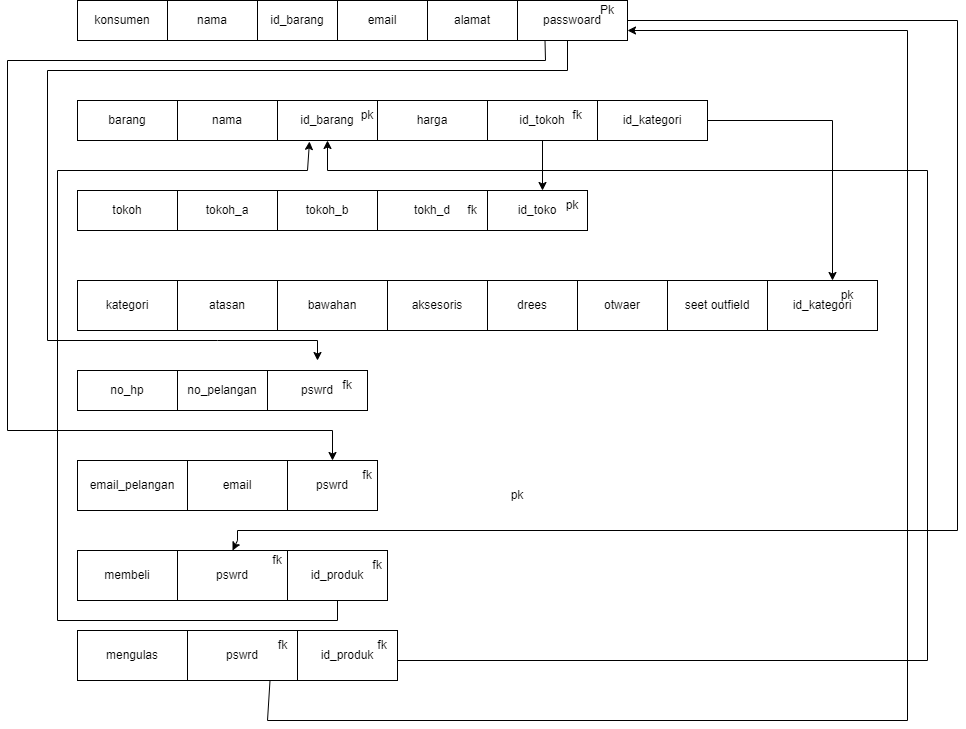 konsumen nama id_barang email alamat passwoard Pk
barang nama id_barang pk harga id_tokoh fk id_kategori
tokoh tokoh_a tokoh_b tokh_d fk id_toko pk
kategori atasan bawahan aksesoris drees otwaer seet outfield id_kategori pk
no_hp no_pelangan pswrd fk
email_pelangan email pswrd fk
pk
membeli pswrd fk id_produk fk
mengulas pswrd fk id_produk fk